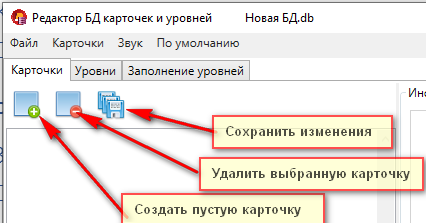 Редактор БД карточек и уровней Новая БД.db
Файл Карточки Звук По умолчанию
Карточки Уровни Заполнение уровней
Сохранить изменения
Удалить выбранную карточку
Создать пустую карточку